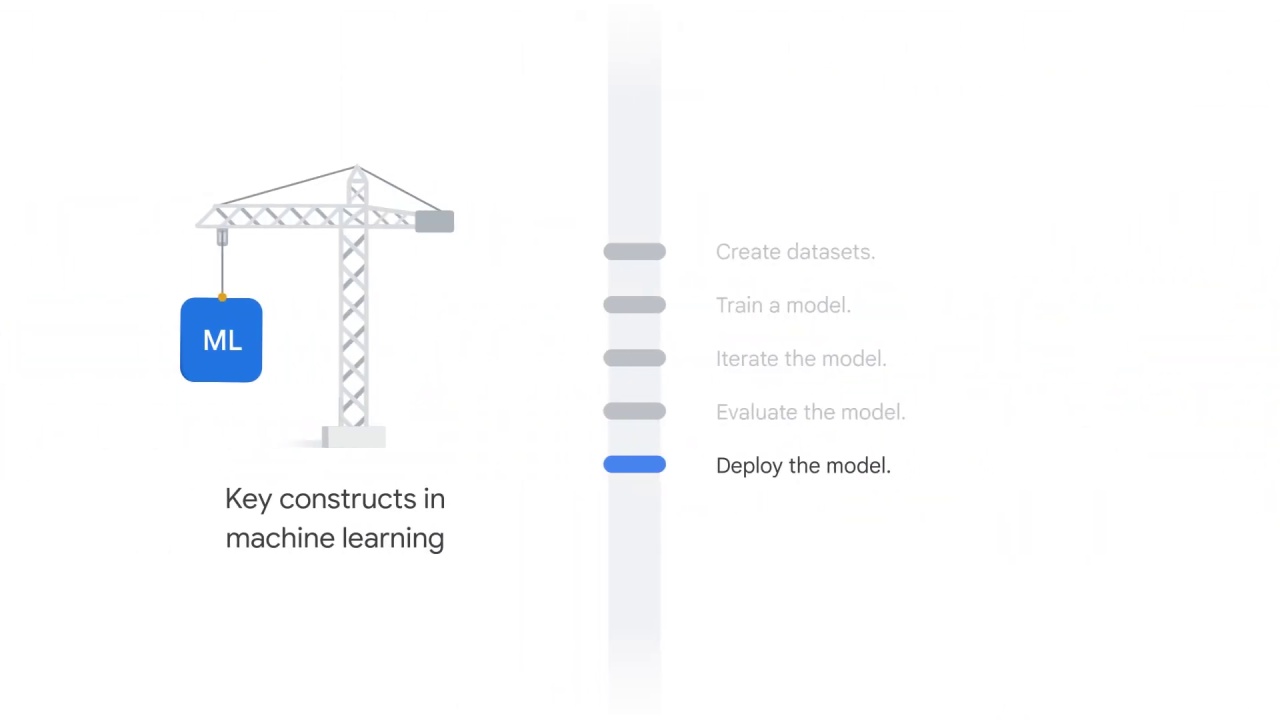 ML
Key constructs in
machine learning
Create datasets.
Train a model.
Iterate the model.
Evaluate the model.
Deploy the model.